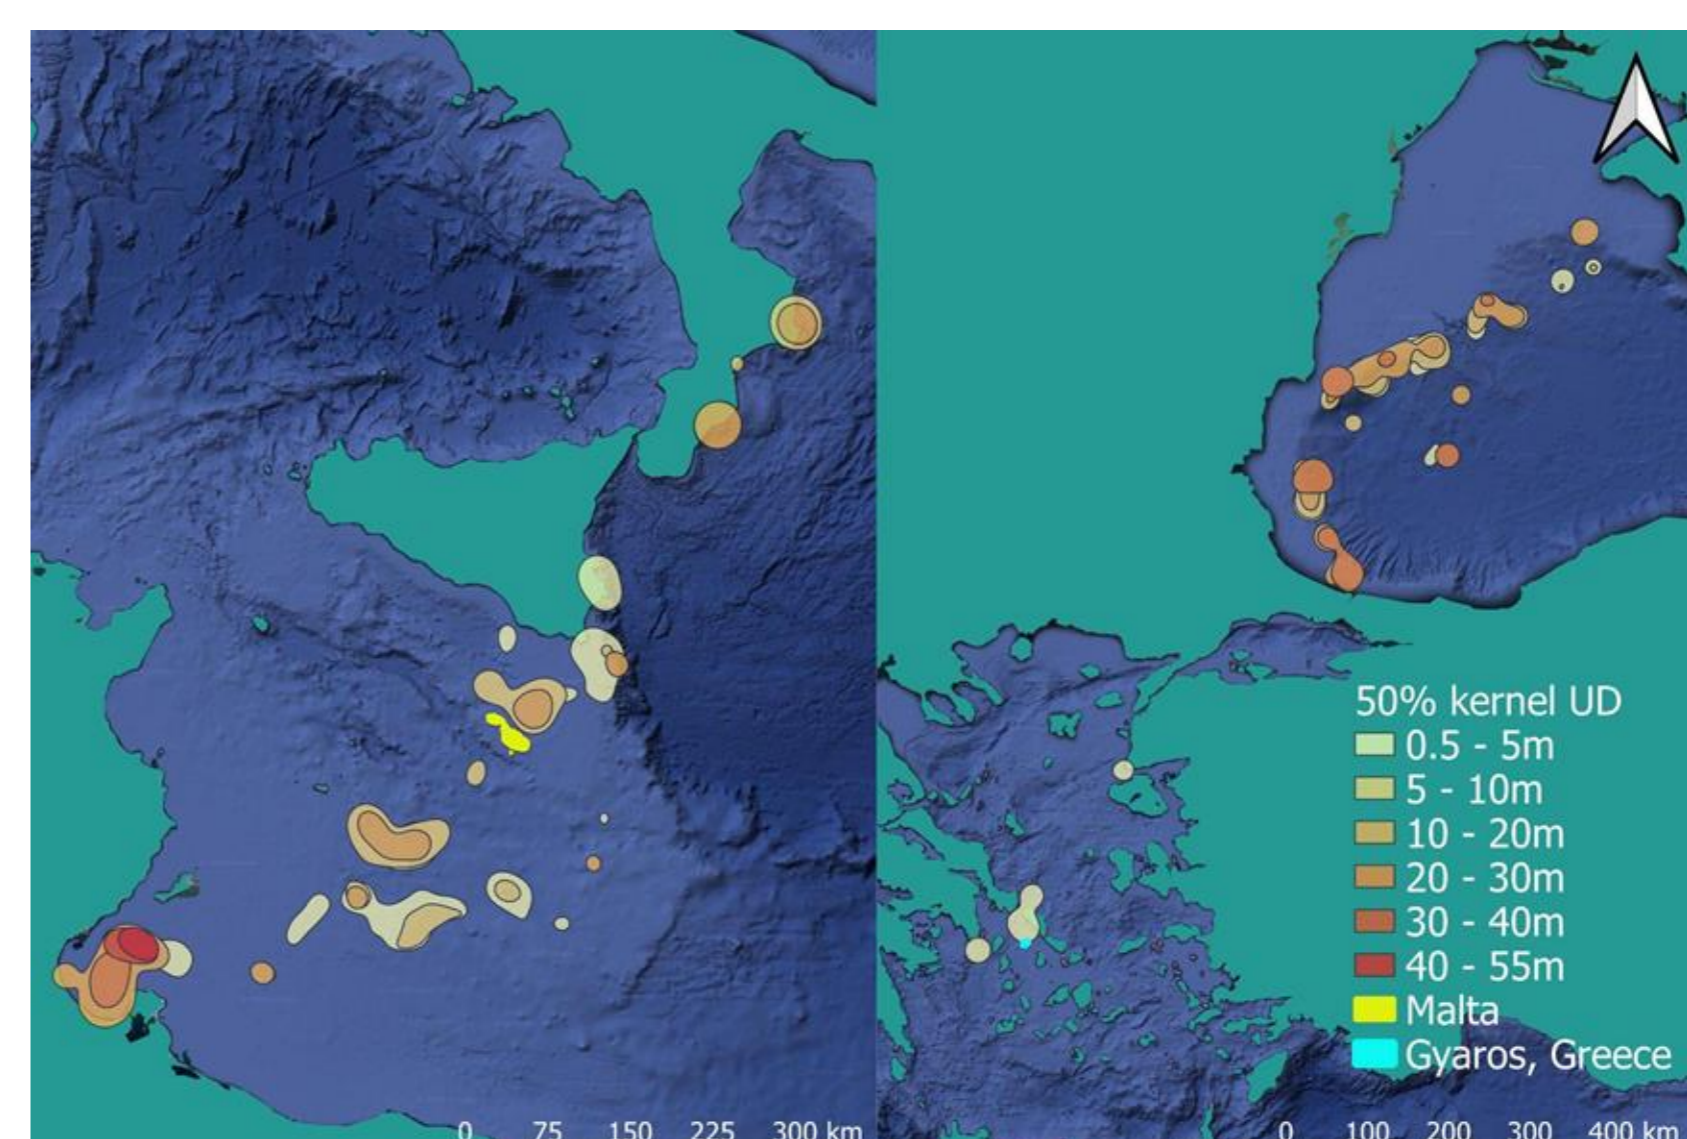 50% kernel UD
0.5 - 5m
5 - 10m
10 - 20m
20 - 30m
30 - 40m
40 - 55m
Malta
Gyaros, Greece
0 75 150 225 300 km
0 100 200 300 400 km